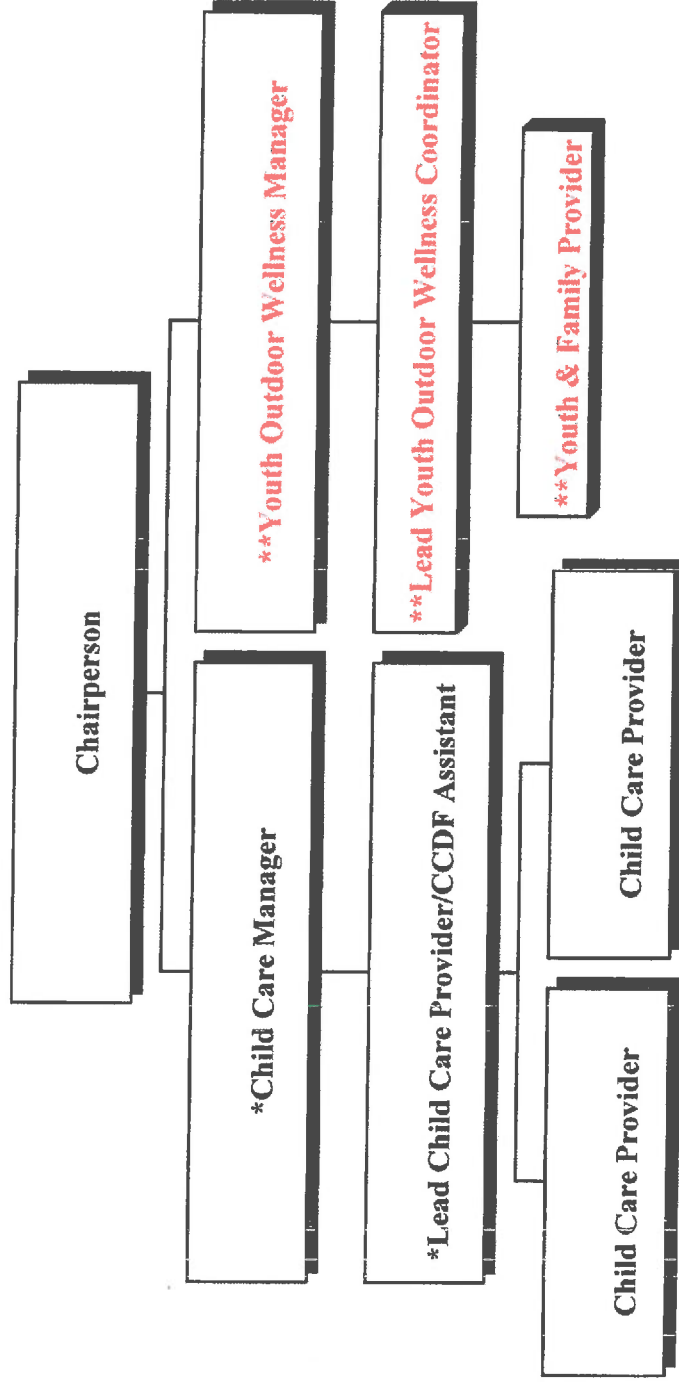 Chairperson
*Child Care Manager
**Youth Outdoor Wellness Manager
*Lead Child Care Provider/CCDF Assistant
**Lead Youth Outdoor Wellness Coordinator
Child Care Provider
Child Care Provider
**Youth & Family Provider